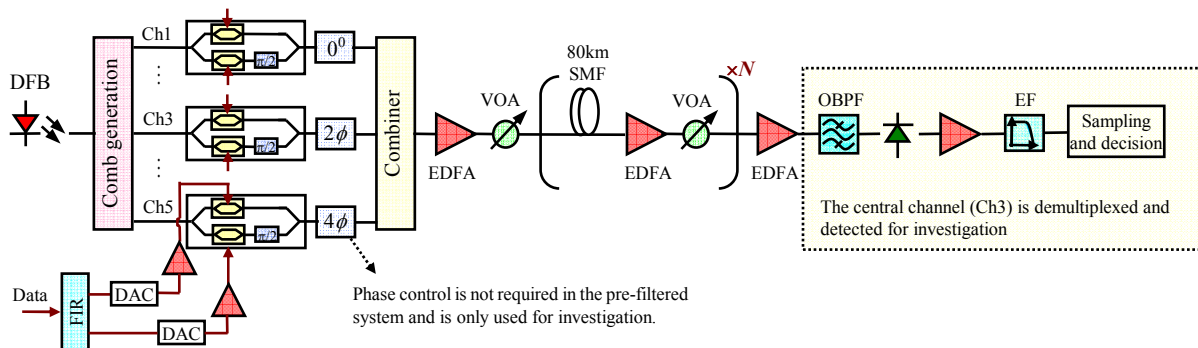 DFB
Comb generation
Ch1
⋮
Ch3
⋮
Ch5
π/2
π/2
π/2
0⁰
2ϕ
4ϕ
Combiner
Data
FIR
DAC
DAC
EDFA
VOA
80km
SMF
EDFA
VOA
×N
EDFA
OBPF
EF
Sampling
and decision
The central channel (Ch3) is demultiplexed and
detected for investigation
Phase control is not required in the pre-filtered
system and is only used for investigation.